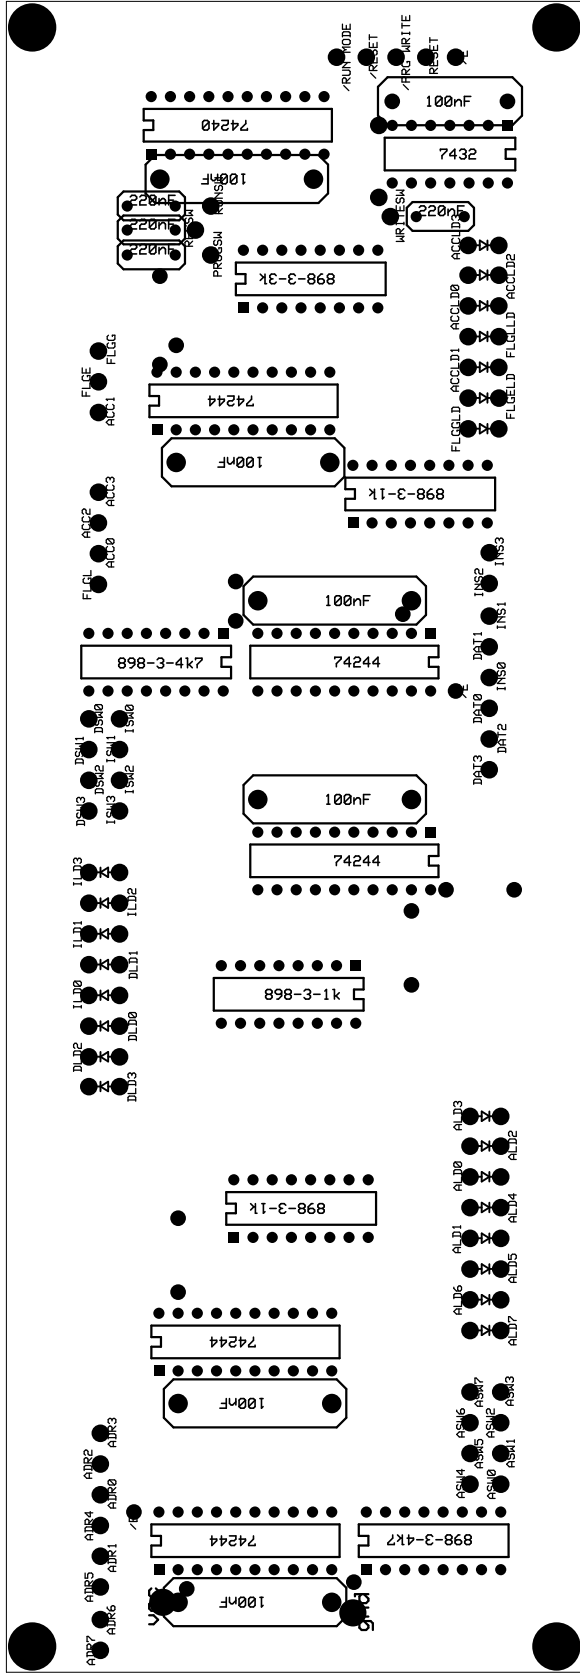 /RUN MODE
/RESET
/PRG WRITE
RESET
/E
100nF
74240
7432
100nF
220nF
RUNSW
220nF
220nF
PROGSW
WRITESW
220nF
ACCLD3
ACCLD2
898-3-3k
ACCLD0
FLGLLD
FLGG
FLGE
ACC1
ACCLD1
FLGELD
74244
FLGGLD
100nF
898-3-1k
ACC3
ACC2
ACC0
FLGL
INS3
INS2
INS1
100nF
DAT1
898-3-4k7
74244
INS0
/E
DAT0
DAT2
DAT3
DSW0
ISW0
DSW1
ISW1
DSW2
ISW2
DSW3
ISW3
100nF
74244
ILD3
ILD2
ILD1
DLD1
ILD0
898-3-1k
DLD0
DLD2
DLD3
ALD3
ALD2
ALD0
898-3-1k
ALD4
ALD1
ALD5
ALD6
ALD7
74244
100nF
ASW7
ASW3
ASW6
ASW2
ASW5
ASW1
ASW4
ASW0
ADR3
ADR2
ADR0
ADR4
ADR1
ADR5
ADR6
ADR7
74244
898-3-4k7
100nF
gnd